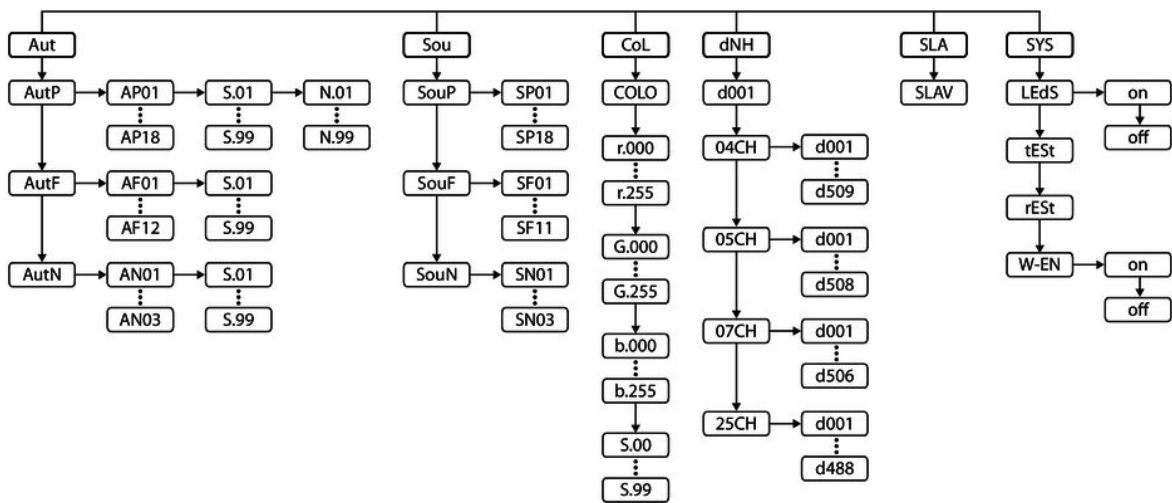 Aut
Sou
CoL
dNH
SLA
SYS
AutP
AP01
S.01
N.01
SouP
SP01
COLO
d001
SLAV
LEdS
on
AP18
S.99
N.99
SP18
off
r.000
04CH
d001
tESt
AutF
AF01
S.01
SouF
SF01
r.255
d509
rESt
AF12
S.99
SF11
G.000
05CH
d001
AutN
AN01
S.01
SouN
SN01
W-EN
on
G.255
d508
AN03
S.99
SN03
off
b.000
07CH
d001
b.255
d506
S.00
25CH
d001
S.99
d488